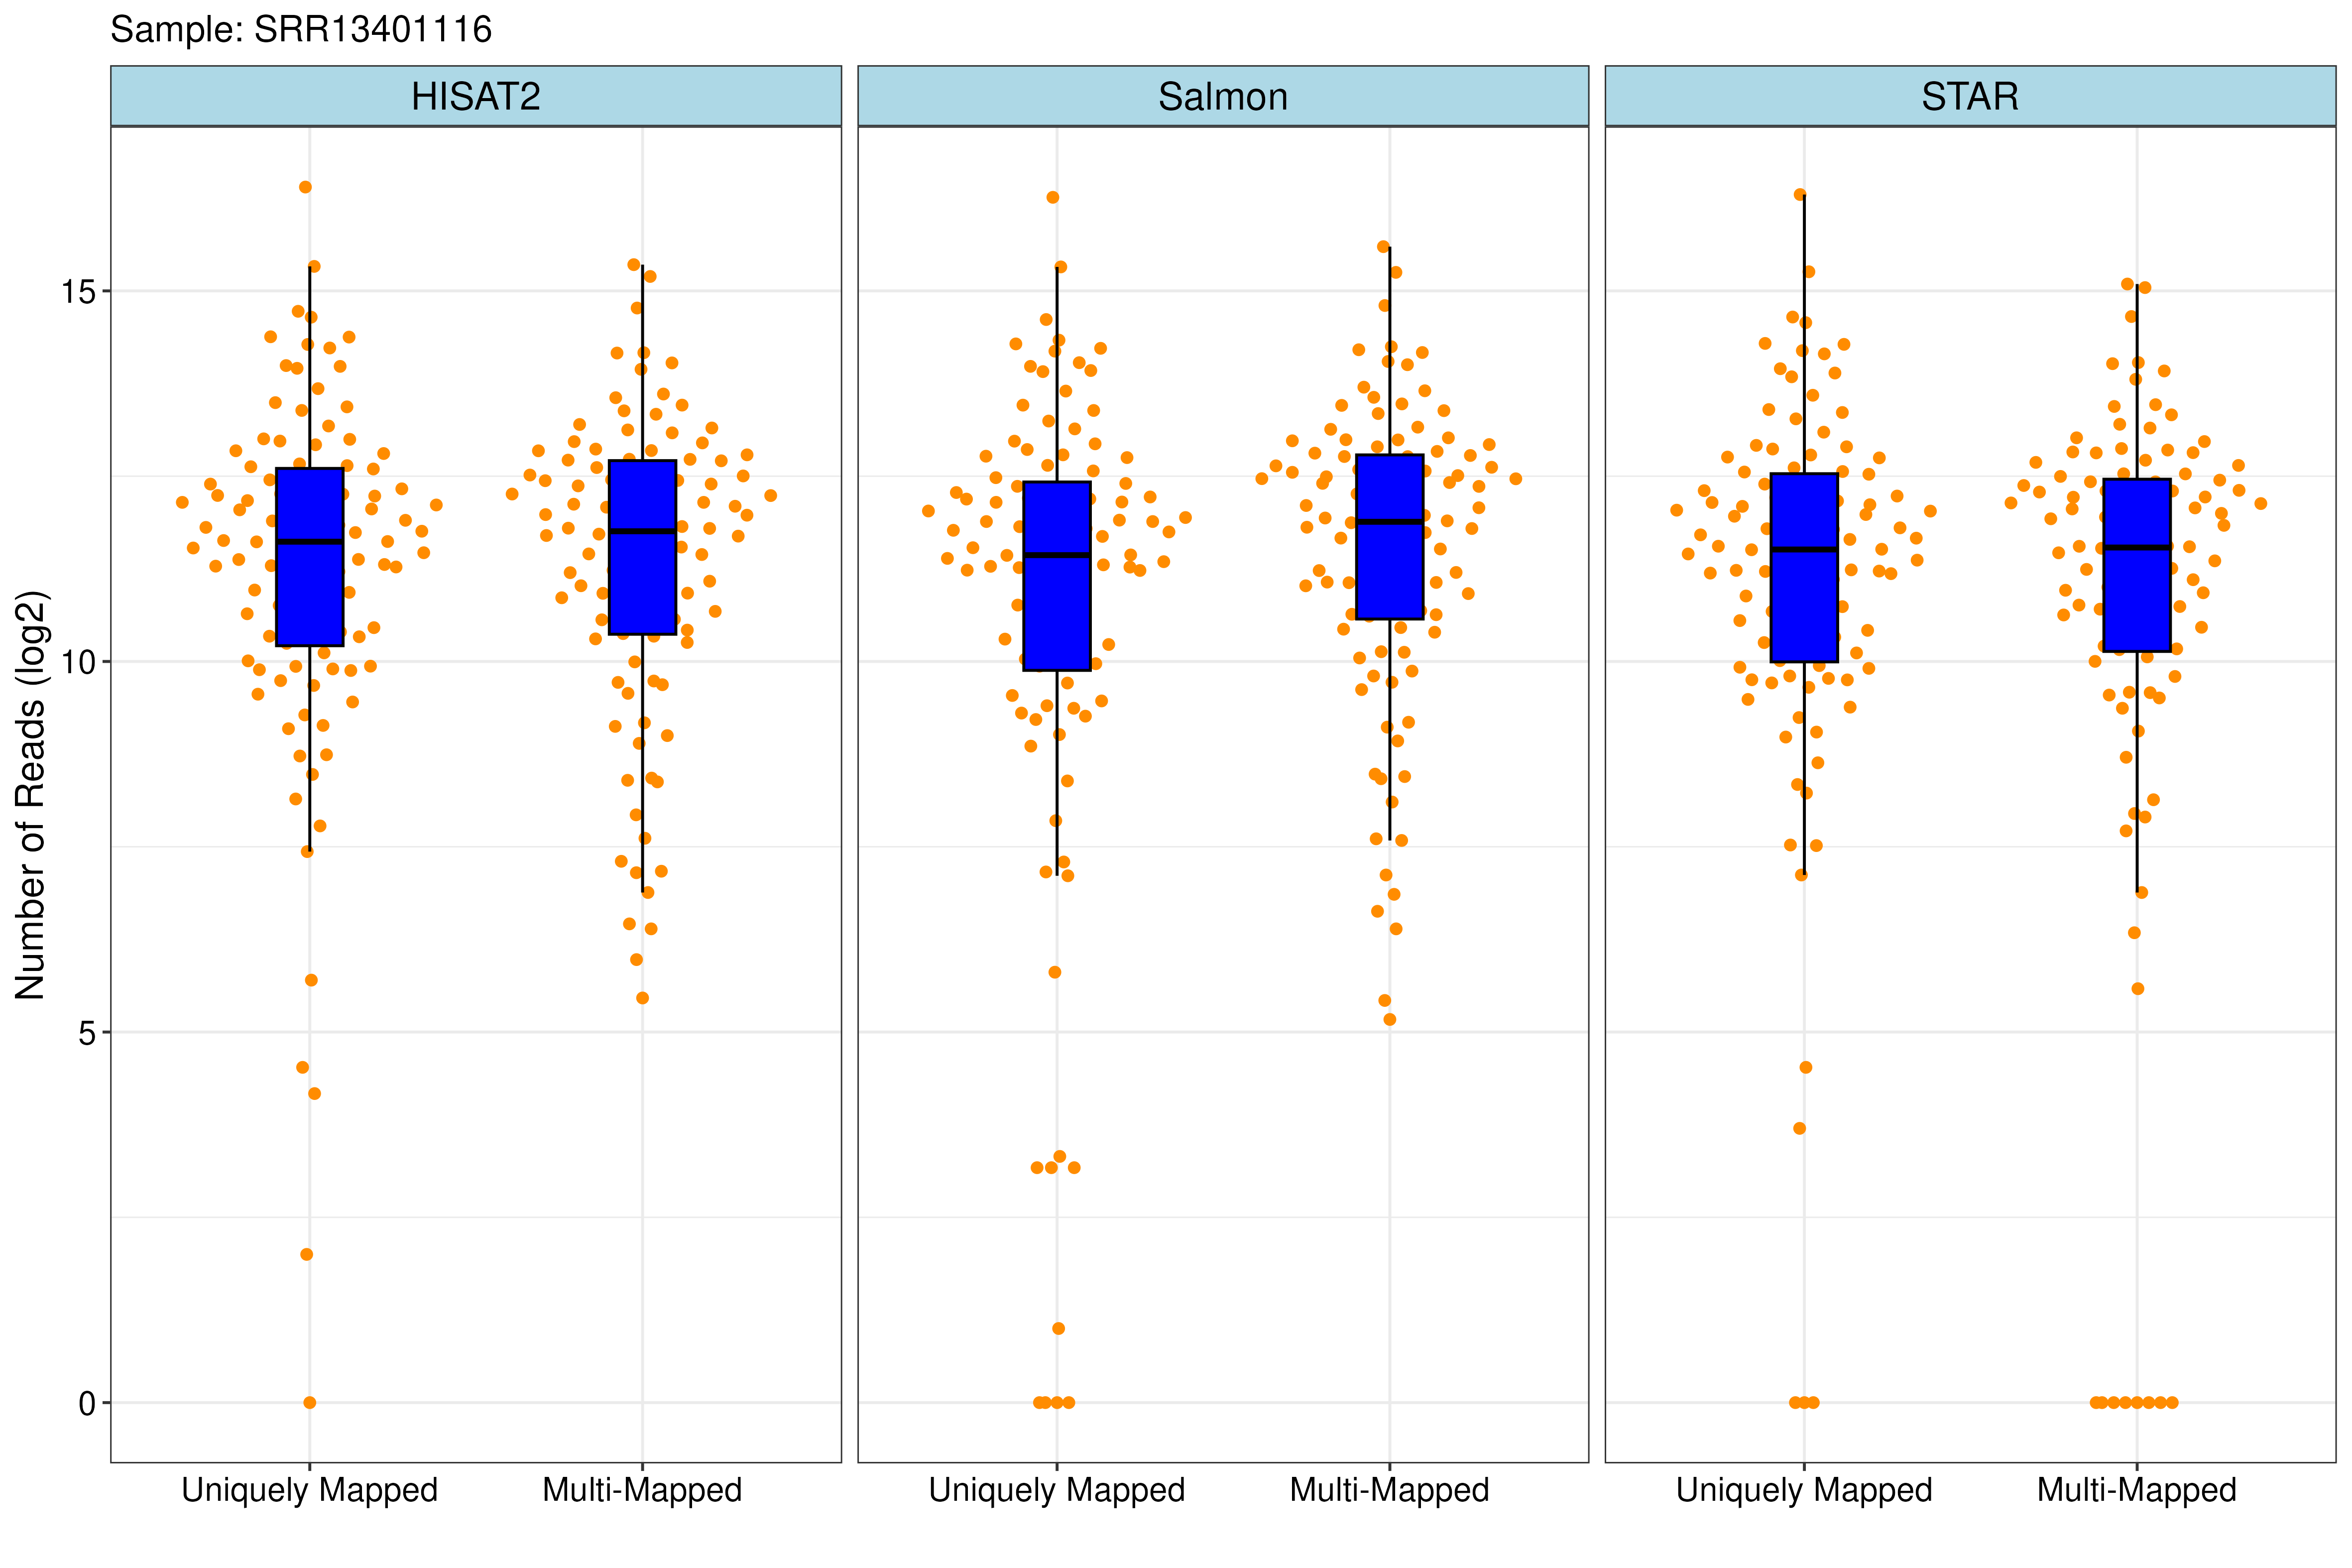 Sample: SRR13401116
HISAT2
Salmon
STAR
Number of Reads (log2)
15
10
5
0
Uniquely Mapped
Multi-Mapped
Uniquely Mapped
Multi-Mapped
Uniquely Mapped
Multi-Mapped